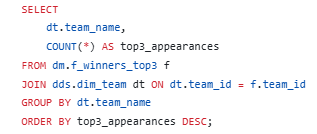 SELECT
dt.team_name,
COUNT(*) AS top3_appearances
FROM dm.f_winners_top3 f
JOIN dds.dim_team dt ON dt.team_id = f.team_id
GROUP BY dt.team_name
ORDER BY top3_appearances DESC;